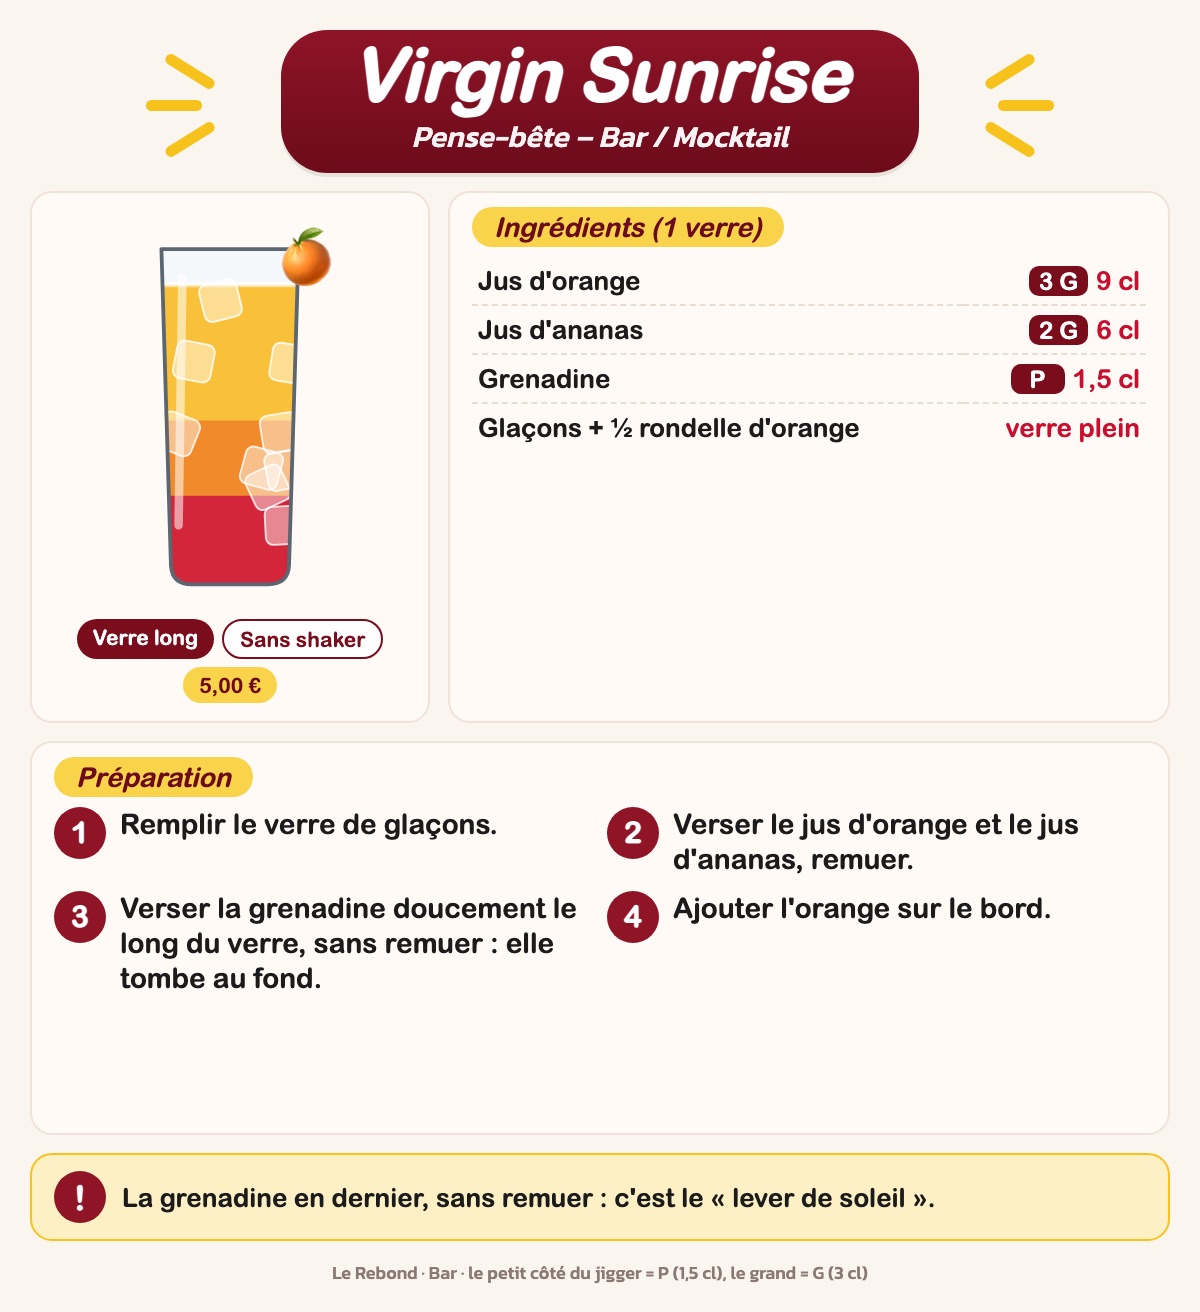 Virgin Sunrise
Pense-bête – Bar / Mocktail
Verre long
Sans shaker
5,00 €
Ingrédients (1 verre)
Jus d'orange 3 G 9 cl
Jus d'ananas 2 G 6 cl
Grenadine P 1,5 cl
Glaçons + ½ rondelle d'orange verre plein
Préparation
1 Remplir le verre de glaçons.
2 Verser le jus d'orange et le jus
d'ananas, remuer.
3 Verser la grenadine doucement le
long du verre, sans remuer : elle
tombe au fond.
4 Ajouter l'orange sur le bord.
! La grenadine en dernier, sans remuer : c'est le « lever de soleil ».
Le Rebond · Bar · le petit côté du jigger = P (1,5 cl), le grand = G (3 cl)